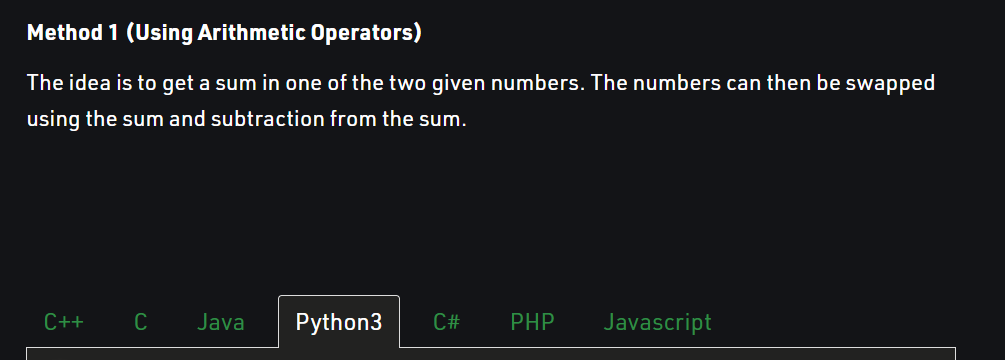 Method 1 (Using Arithmetic Operators)
The idea is to get a sum in one of the two given numbers. The numbers can then be swapped
using the sum and subtraction from the sum.
C++ C Java Python3 C# PHP Javascript